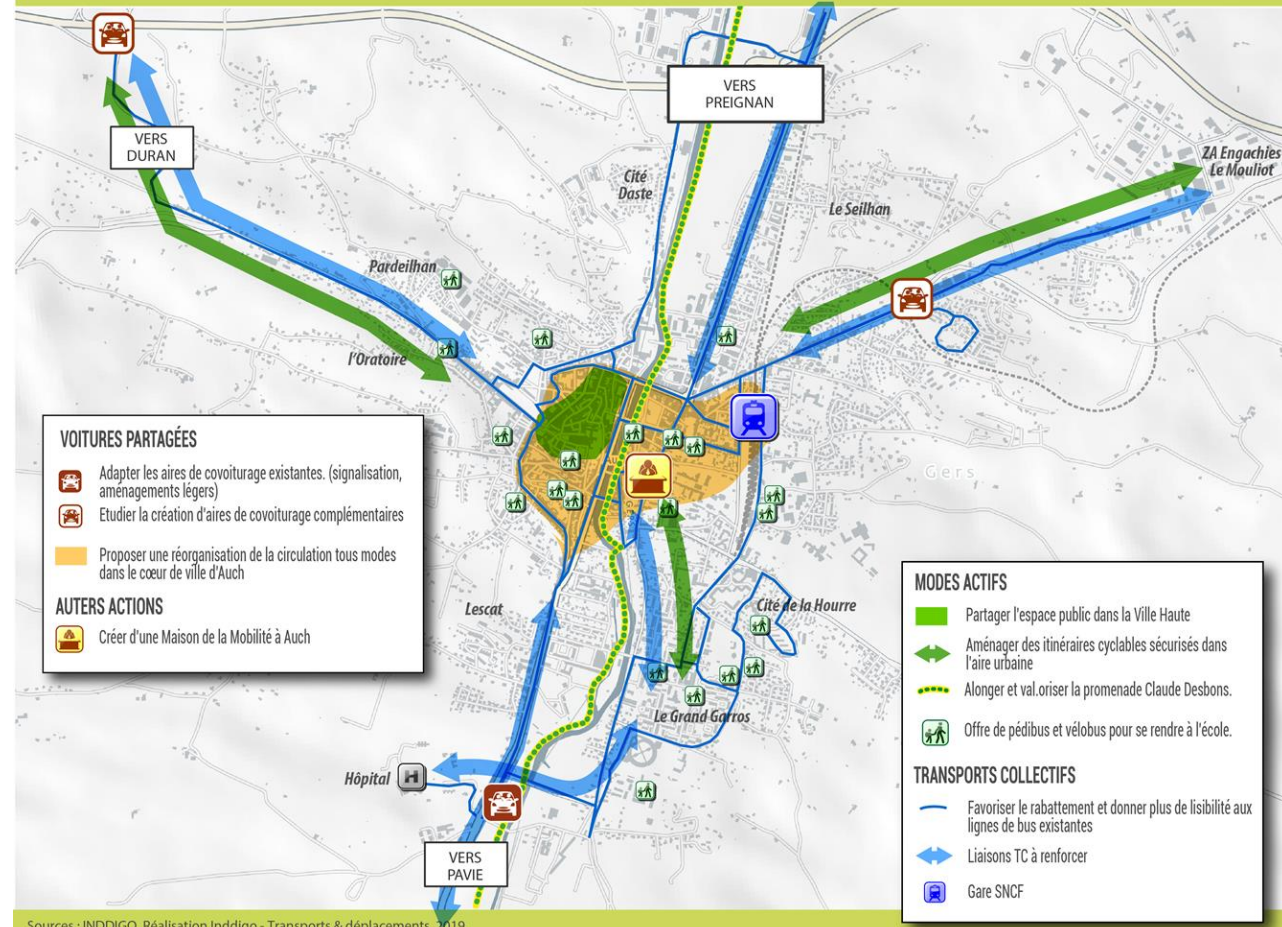 VERS
PREIGNAN
VERS
DURAN
ZA Engachies
Le Mouliot
Cité
Daste
Le Seilhan
Pardeilhan
l'Oratoire
Gers
VOITURES PARTAGÉES
Adapter les aires de covoiturage existantes. (signalisation,
aménagements légers)
Etudier la création d'aires de covoiturage complémentaires
Proposer une réorganisation de la circulation tous modes
dans le cœur de ville d'Auch
AUTERS ACTIONS
Créer d'une Maison de la Mobilité à Auch
Lescat
Cité de la Hourre
Le Grand Garros
Hôpital
H
VERS
PAVIE
MODES ACTIFS
Partager l'espace public dans la Ville Haute
Aménager des itinéraires cyclables sécurisés dans
l'aire urbaine
Alonger et val.oriser la promenade Claude Desbons.
Offre de pédibus et vélobus pour se rendre à l'école.
TRANSPORTS COLLECTIFS
Favoriser le rabattement et donner plus de lisibilité aux
lignes de bus existantes
Liaisons TC à renforcer
Gare SNCF
Sources : INDDIGO, Réalisation Inddigo - Transports & déplacements, 2019